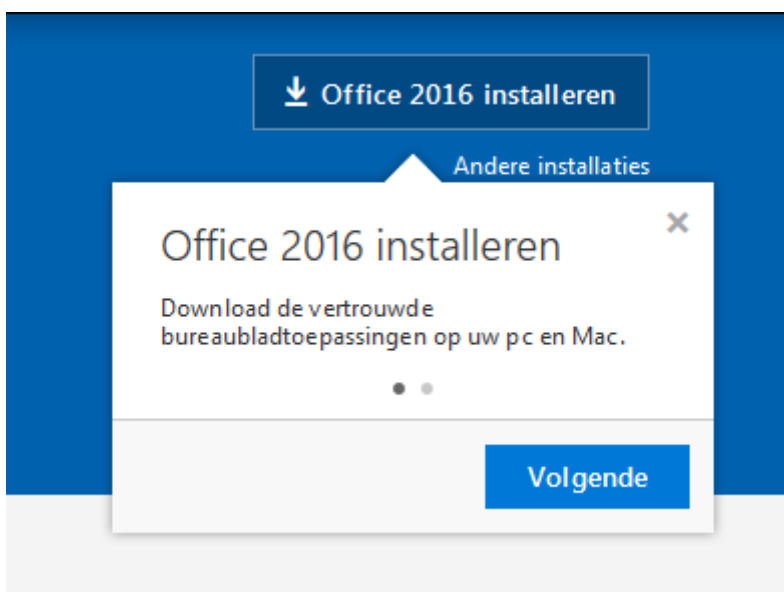 Office 2016 installeren
Andere installaties
Office 2016 installeren
Download de vertrouwde
bureaubladtoepassingen op uw pc en Mac.
Volgende